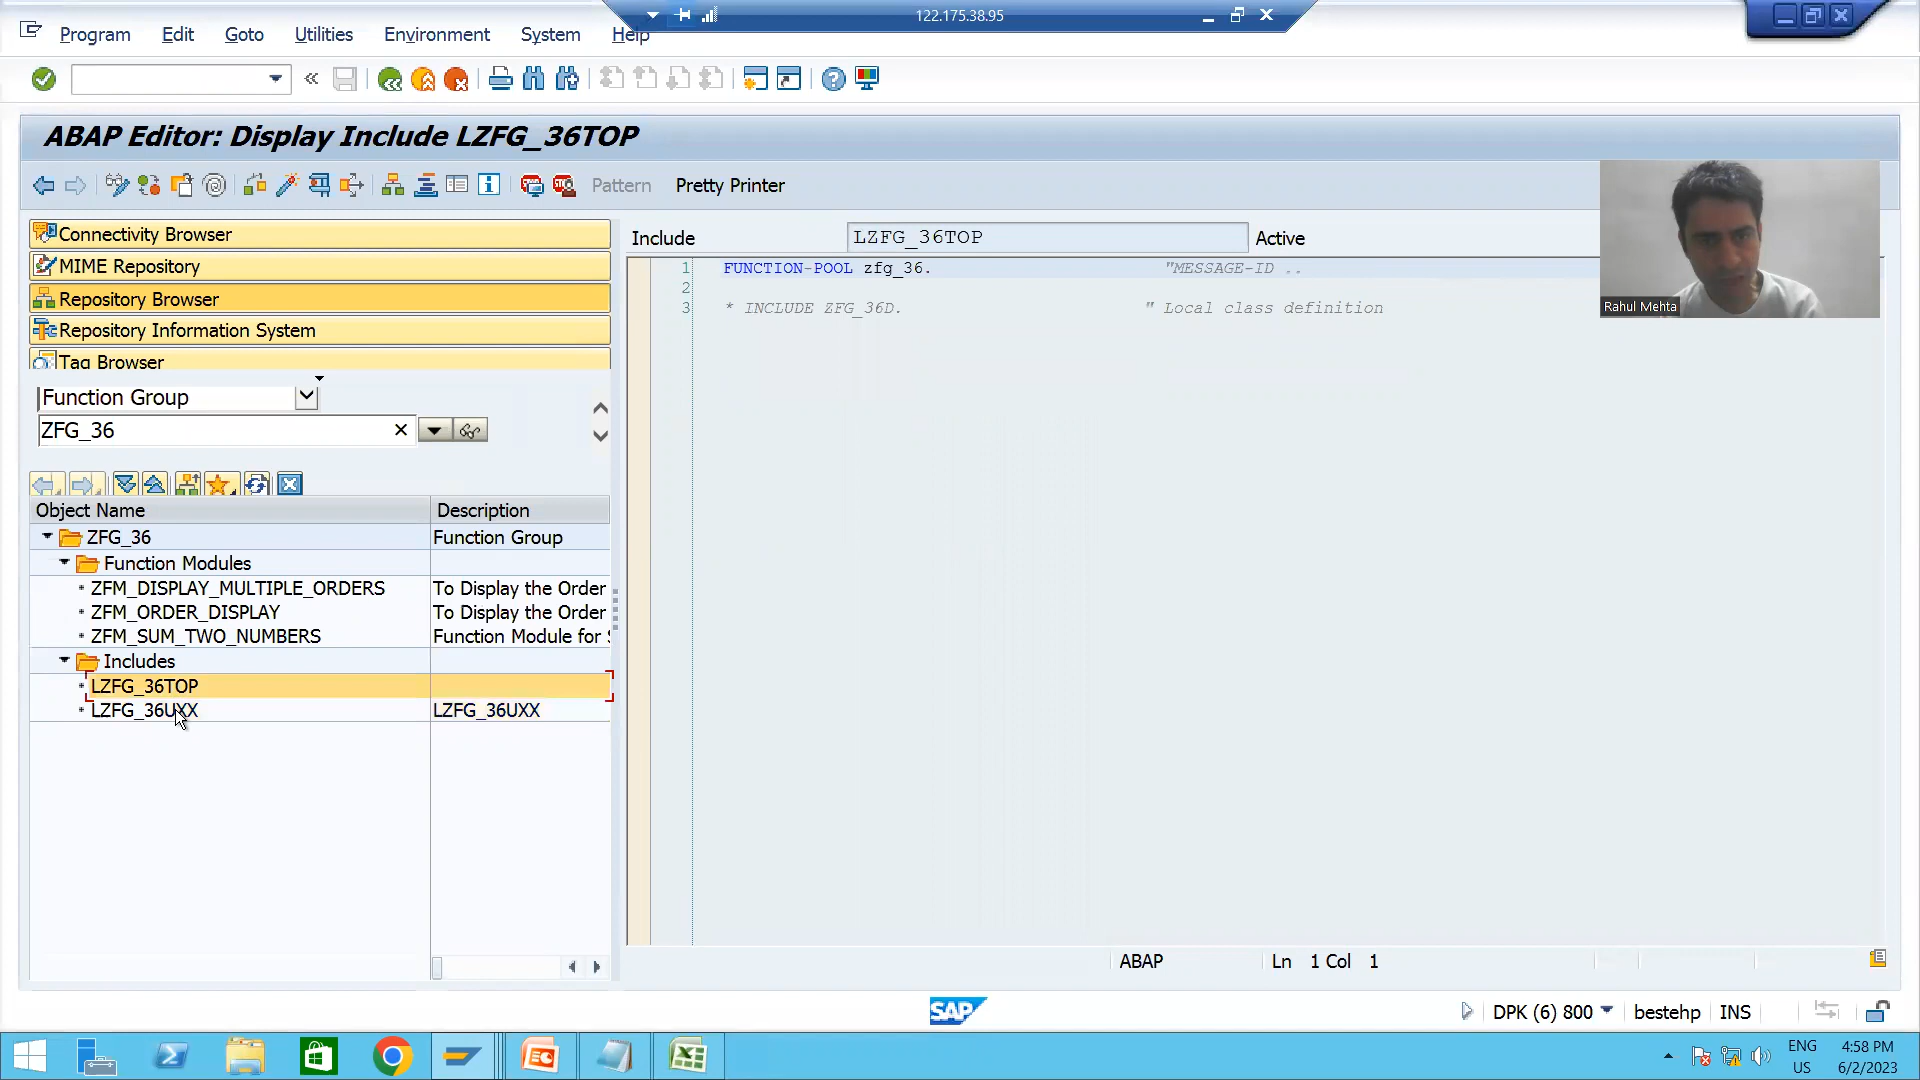 122.175.38.95
Program Edit Goto Utilities Environment System Help
ABAP Editor: Display Include LZFG_36TOP
Pattern Pretty Printer
Connectivity Browser
MIME Repository
Repository Browser
Repository Information System
Tag Browser
Function Group
ZFG_36
Object Name Description
ZFG_36 Function Group
Function Modules
ZFM_DISPLAY_MULTIPLE_ORDERS To Display the Order
ZFM_ORDER_DISPLAY To Display the Order
ZFM_SUM_TWO_NUMBERS Function Module for S
Includes
LZFG_36TOP
LZFG_36UXX LZFG_36UXX
Include LZFG_36TOP Active
1 FUNCTION-POOL zfg_36. "MESSAGE-ID ..
2
3 * INCLUDE ZFG_36D. " Local class definition
Rahul Mehta
ABAP Ln 1 Col 1
SAP
DPK (6) 800 bestehp INS
ENG
US
4:58 PM
6/2/2023